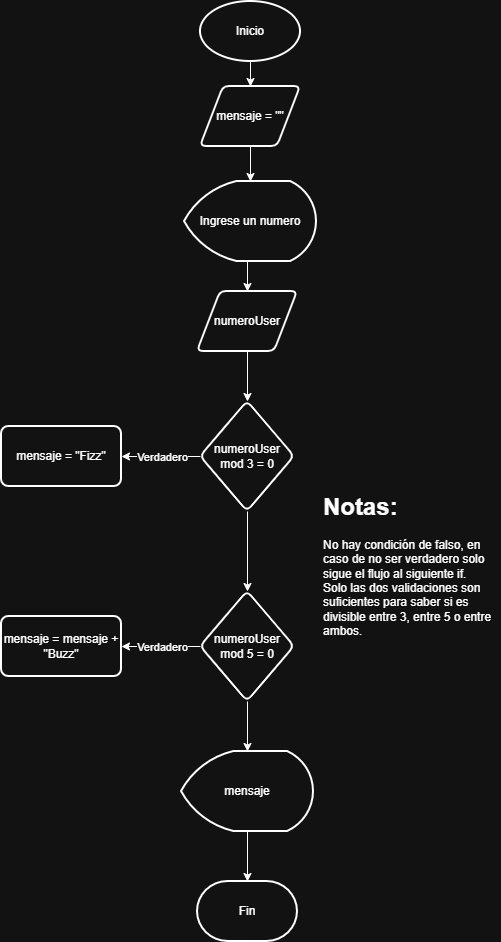 Inicio
mensaje = ""
Ingrese un numero
numeroUser
numeroUser
mod 3 = 0
Verdadero
mensaje = "Fizz"
Notas:
No hay condición de falso, en
caso de no ser verdadero solo
sigue el flujo al siguiente if.
Solo las dos validaciones son
suficientes para saber si es
divisible entre 3, entre 5 o entre
ambos.
numeroUser
mod 5 = 0
Verdadero
mensaje = mensaje +
"Buzz"
mensaje
Fin